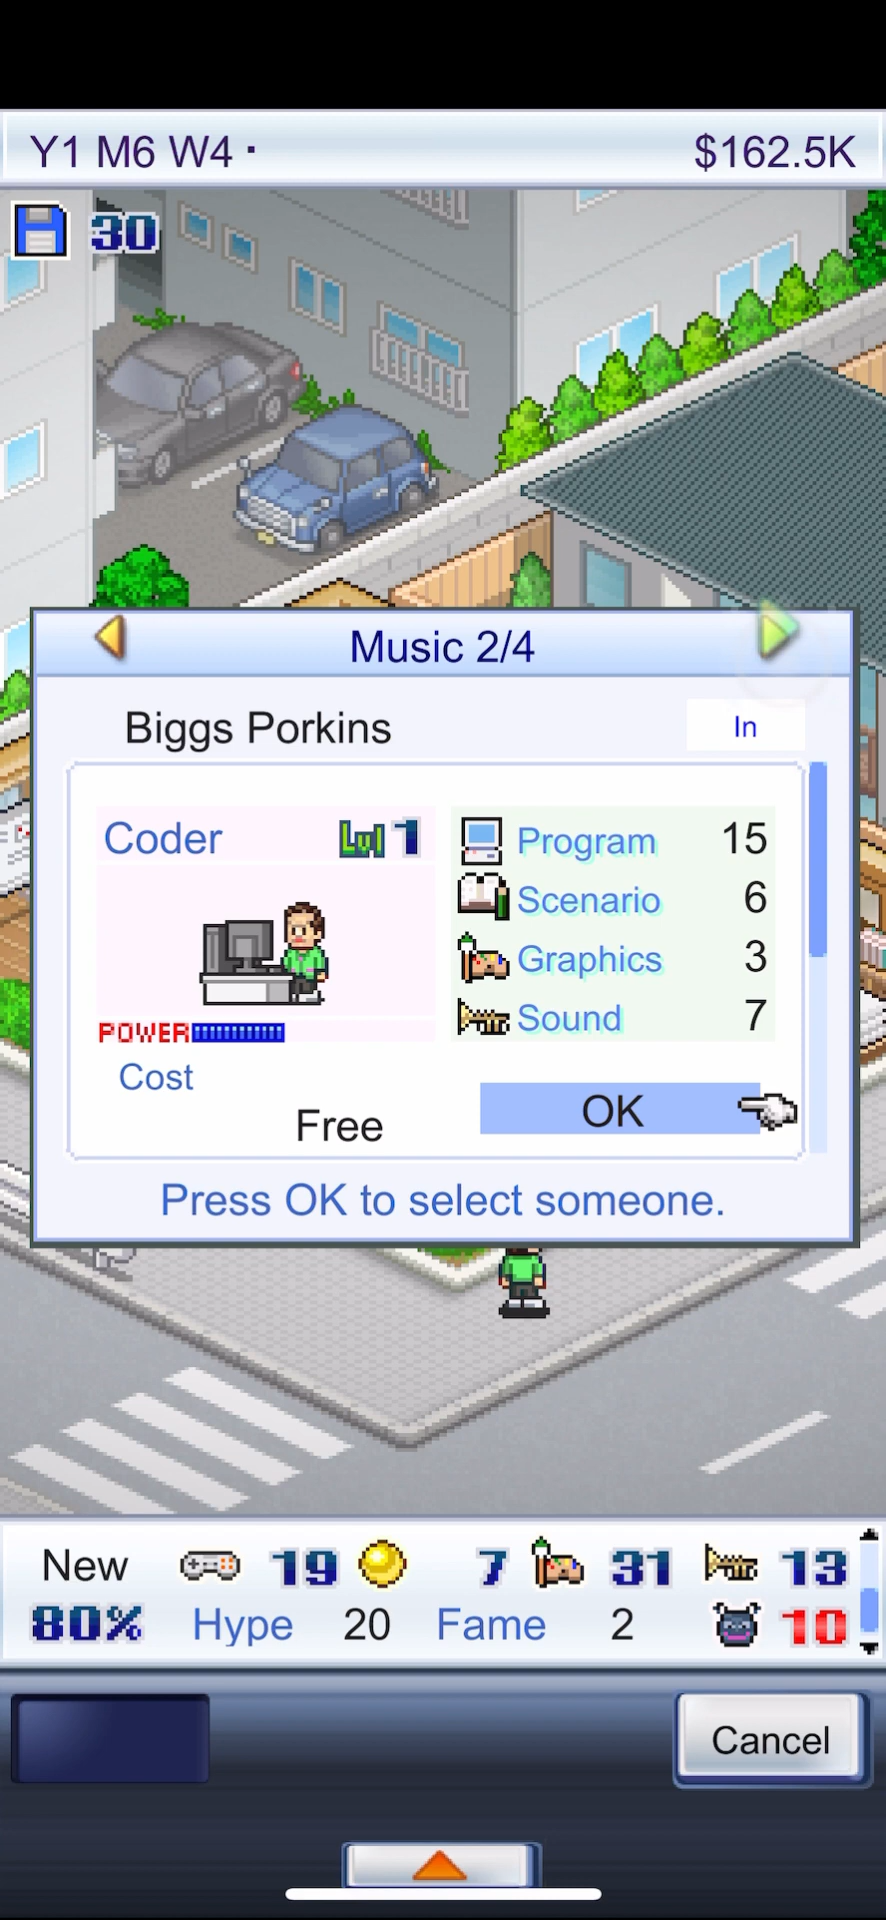 Y1 M6 W4 · $162.5K
30
Music 2/4
Biggs Porkins In
Coder Lvl 1
Program 15
Scenario 6
Graphics 3
Sound 7
POWER
Cost
Free
OK
Press OK to select someone.
New 19 7 31 13
80% Hype 20 Fame 2 10
Cancel